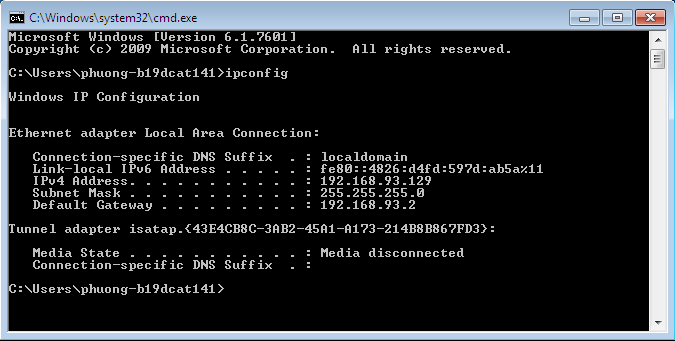 C:\Windows\system32\cmd.exe
Microsoft Windows [Version 6.1.7601]
Copyright (c) 2009 Microsoft Corporation.  All rights reserved.
C:\Users\phuong-b19dcat141>ipconfig
Windows IP Configuration
Ethernet adapter Local Area Connection:
   Connection-specific DNS Suffix  . : localdomain
   Link-local IPv6 Address . . . . . : fe80::4826:d4fd:597d:ab5a%11
   IPv4 Address. . . . . . . . . . . : 192.168.93.129
   Subnet Mask . . . . . . . . . . . : 255.255.255.0
   Default Gateway . . . . . . . . . : 192.168.93.2
Tunnel adapter isatap.{43E4CB8C-3AB2-45A1-A173-214B8B867FD3}:
   Media State . . . . . . . . . . . : Media disconnected
   Connection-specific DNS Suffix  . :
C:\Users\phuong-b19dcat141>